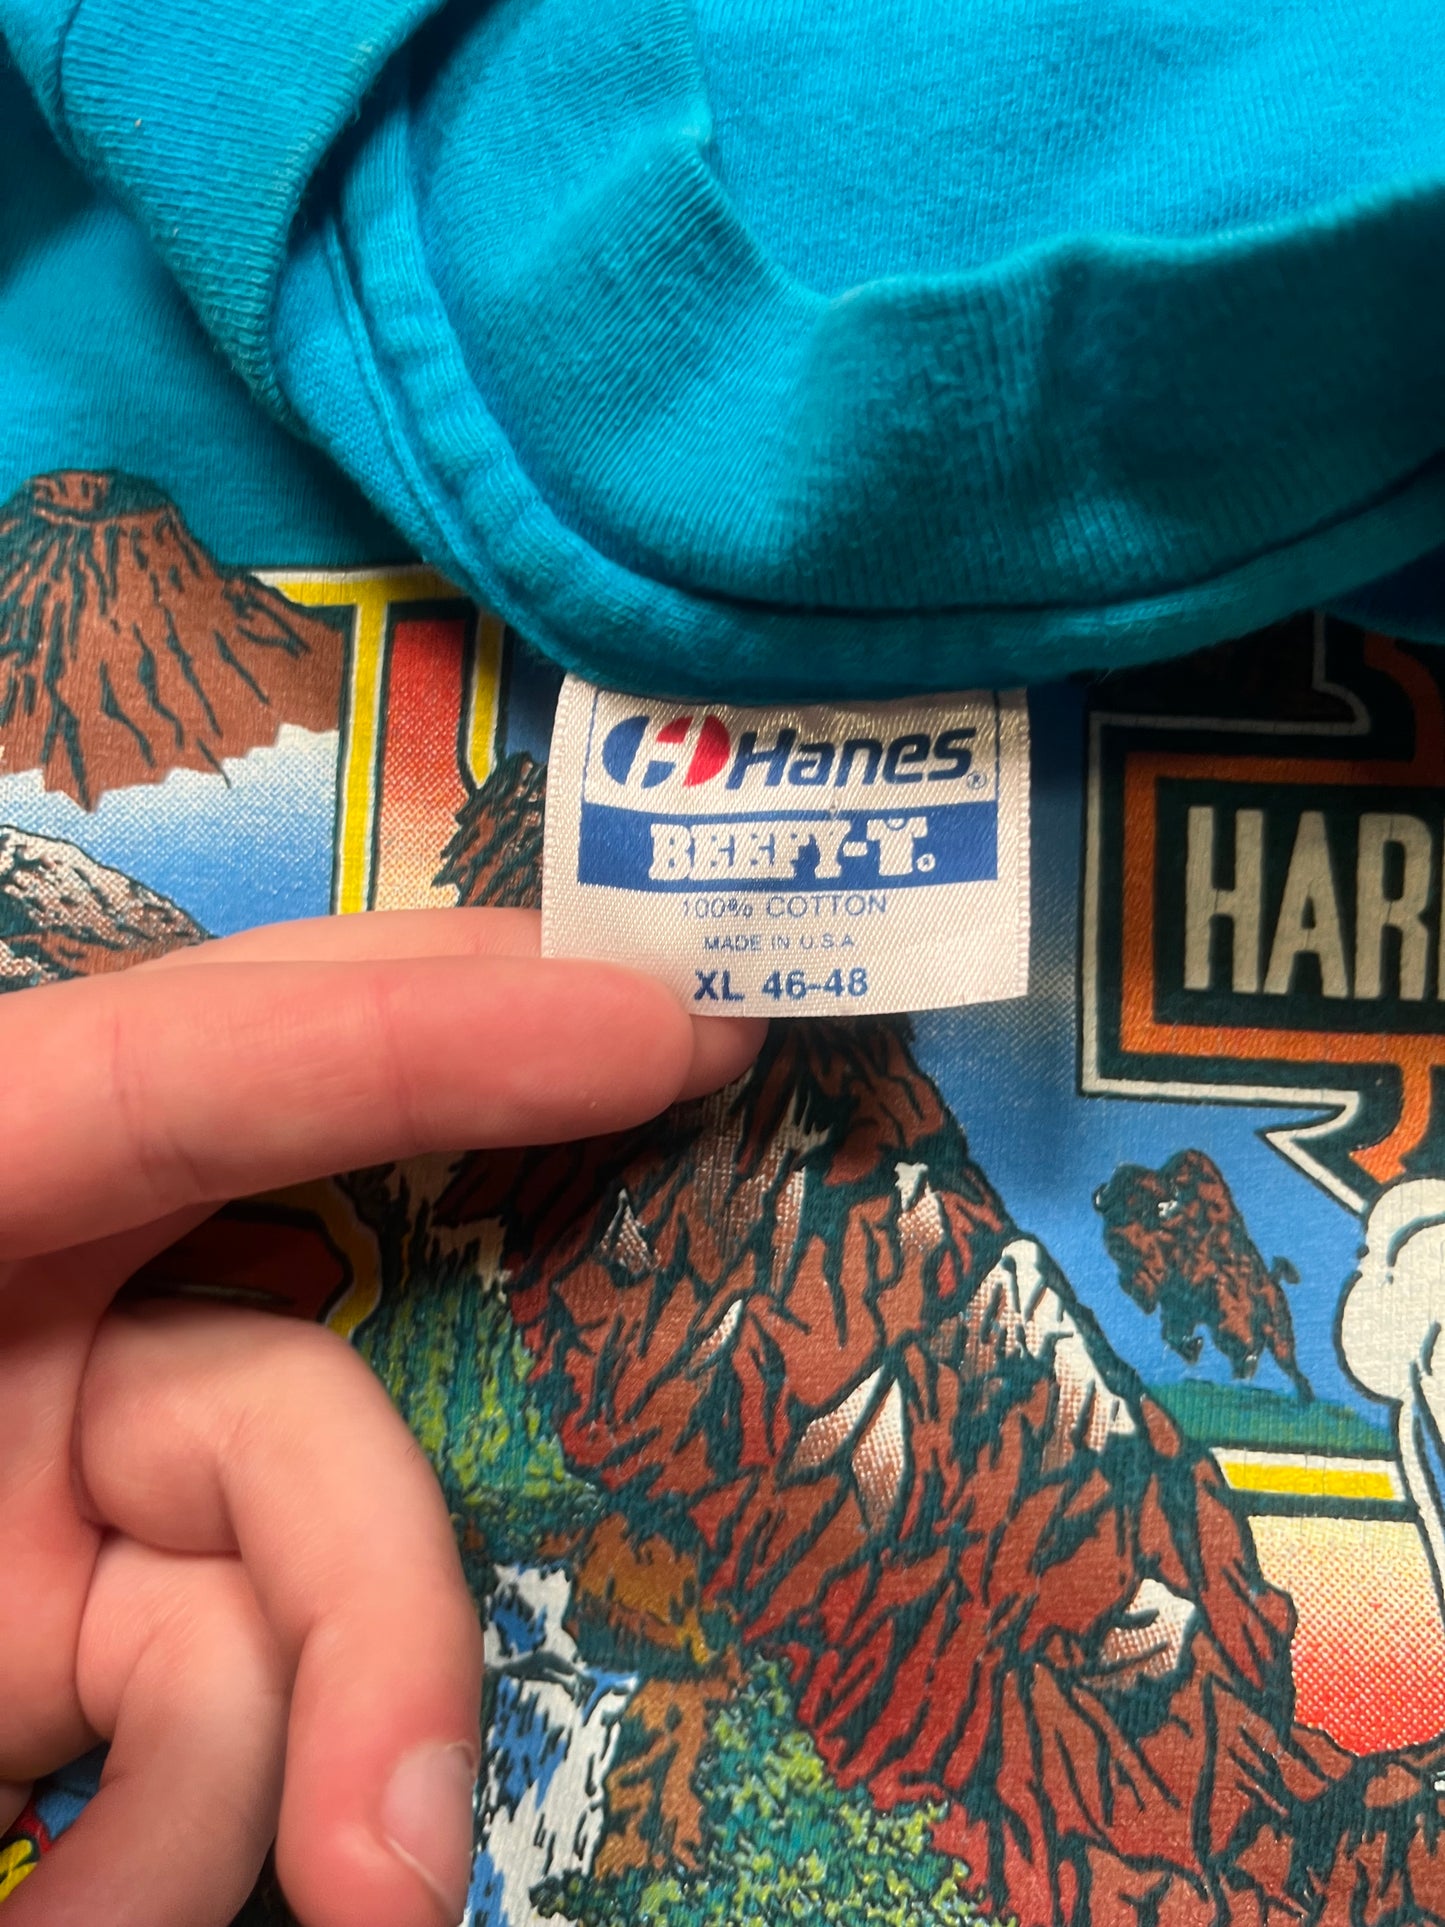 Hanes®
BEEFY-T®
100% COTTON
MADE IN U.S.A
XL 46-48
HAR